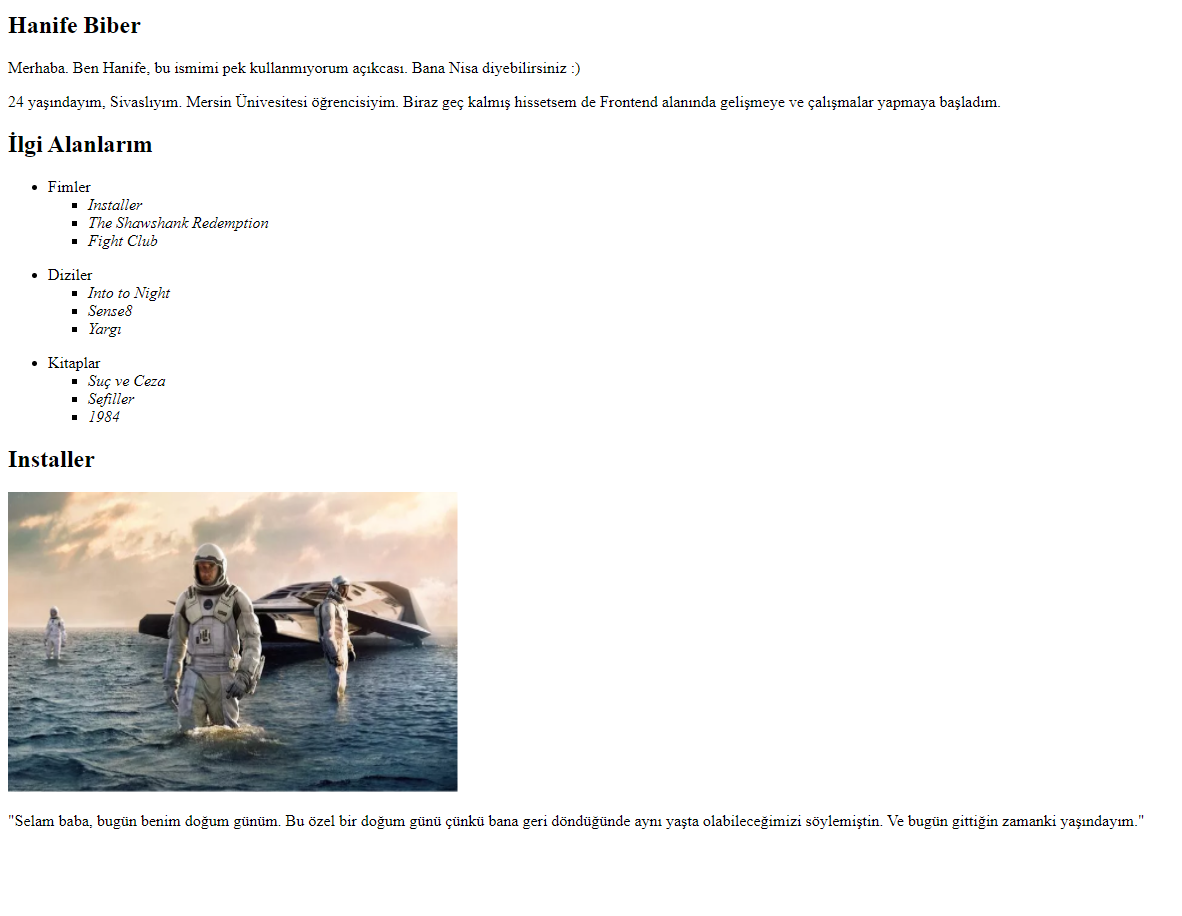 Hanife Biber
Merhaba. Ben Hanife, bu ismimi pek kullanmıyorum açıkcası. Bana Nisa diyebilirsiniz :)
24 yaşındayım, Sivaslıyım. Mersin Ünivesitesi öğrencisiyim. Biraz geç kalmış hissetsem de Frontend alanında gelişmeye ve çalışmalar yapmaya başladım.
İlgi Alanlarım
Fimler
Installer
The Shawshank Redemption
Fight Club
Diziler
Into to Night
Sense8
Yargı
Kitaplar
Suç ve Ceza
Sefiller
1984
Installer
"Selam baba, bugün benim doğum günüm. Bu özel bir doğum günü çünkü bana geri döndüğünde aynı yaşta olabileceğimizi söylemiştin. Ve bugün gittiğin zamanki yaşındayım."